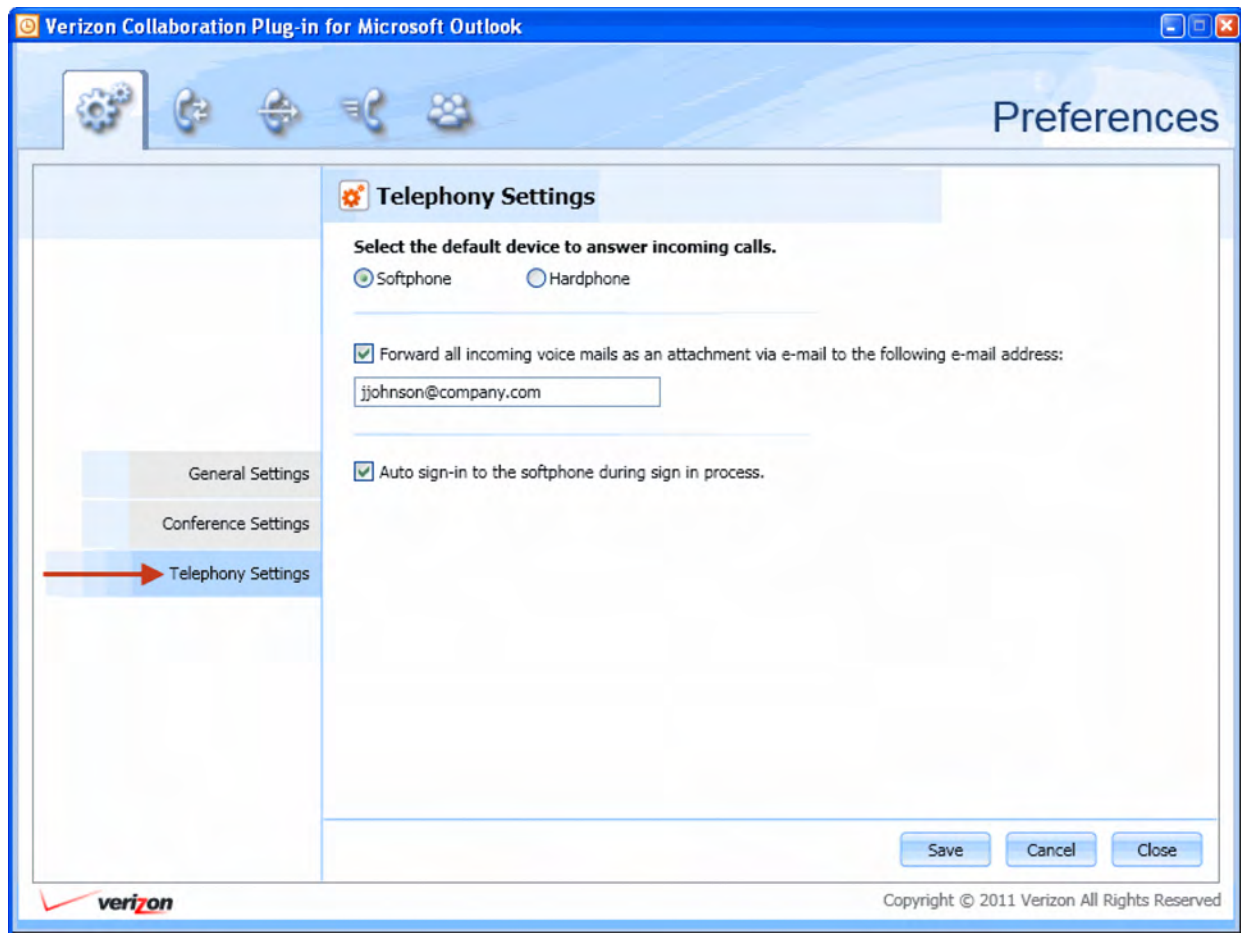 Verizon Collaboration Plug-in for Microsoft Outlook
Preferences
Telephony Settings
Select the default device to answer incoming calls.
Softphone Hardphone
Forward all incoming voice mails as an attachment via e-mail to the following e-mail address:
jjohnson@company.com
Auto sign-in to the softphone during sign in process.
General Settings
Conference Settings
Telephony Settings
Save Cancel Close
verizon
Copyright © 2011 Verizon All Rights Reserved